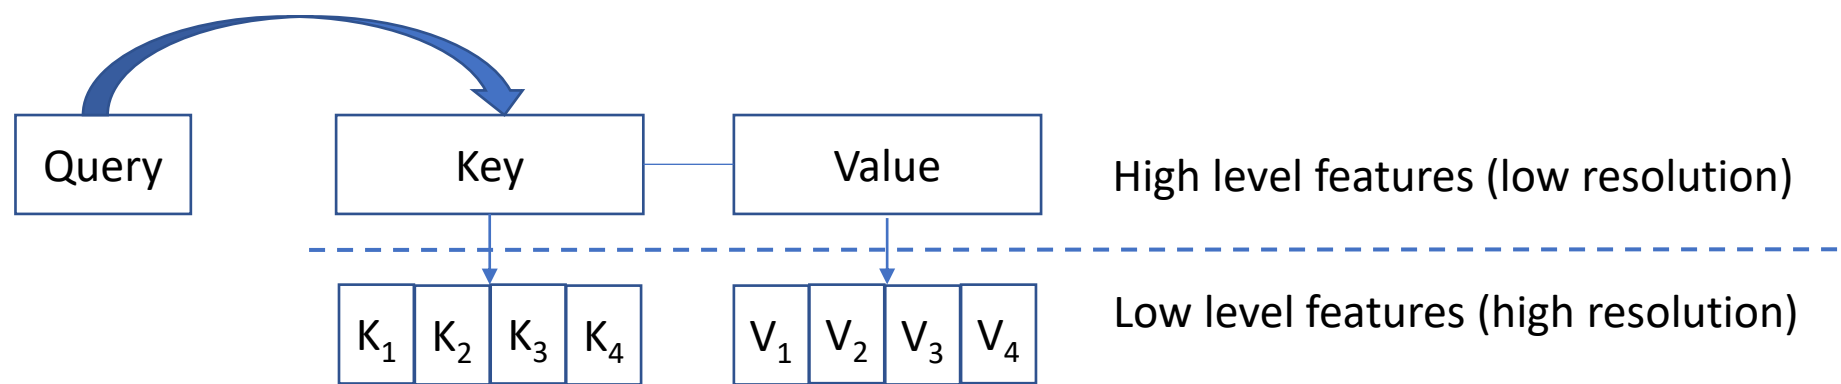 Query
Key
Value
High level features (low resolution)
K₁ K₂ K₃ K₄
V₁ V₂ V₃ V₄
Low level features (high resolution)